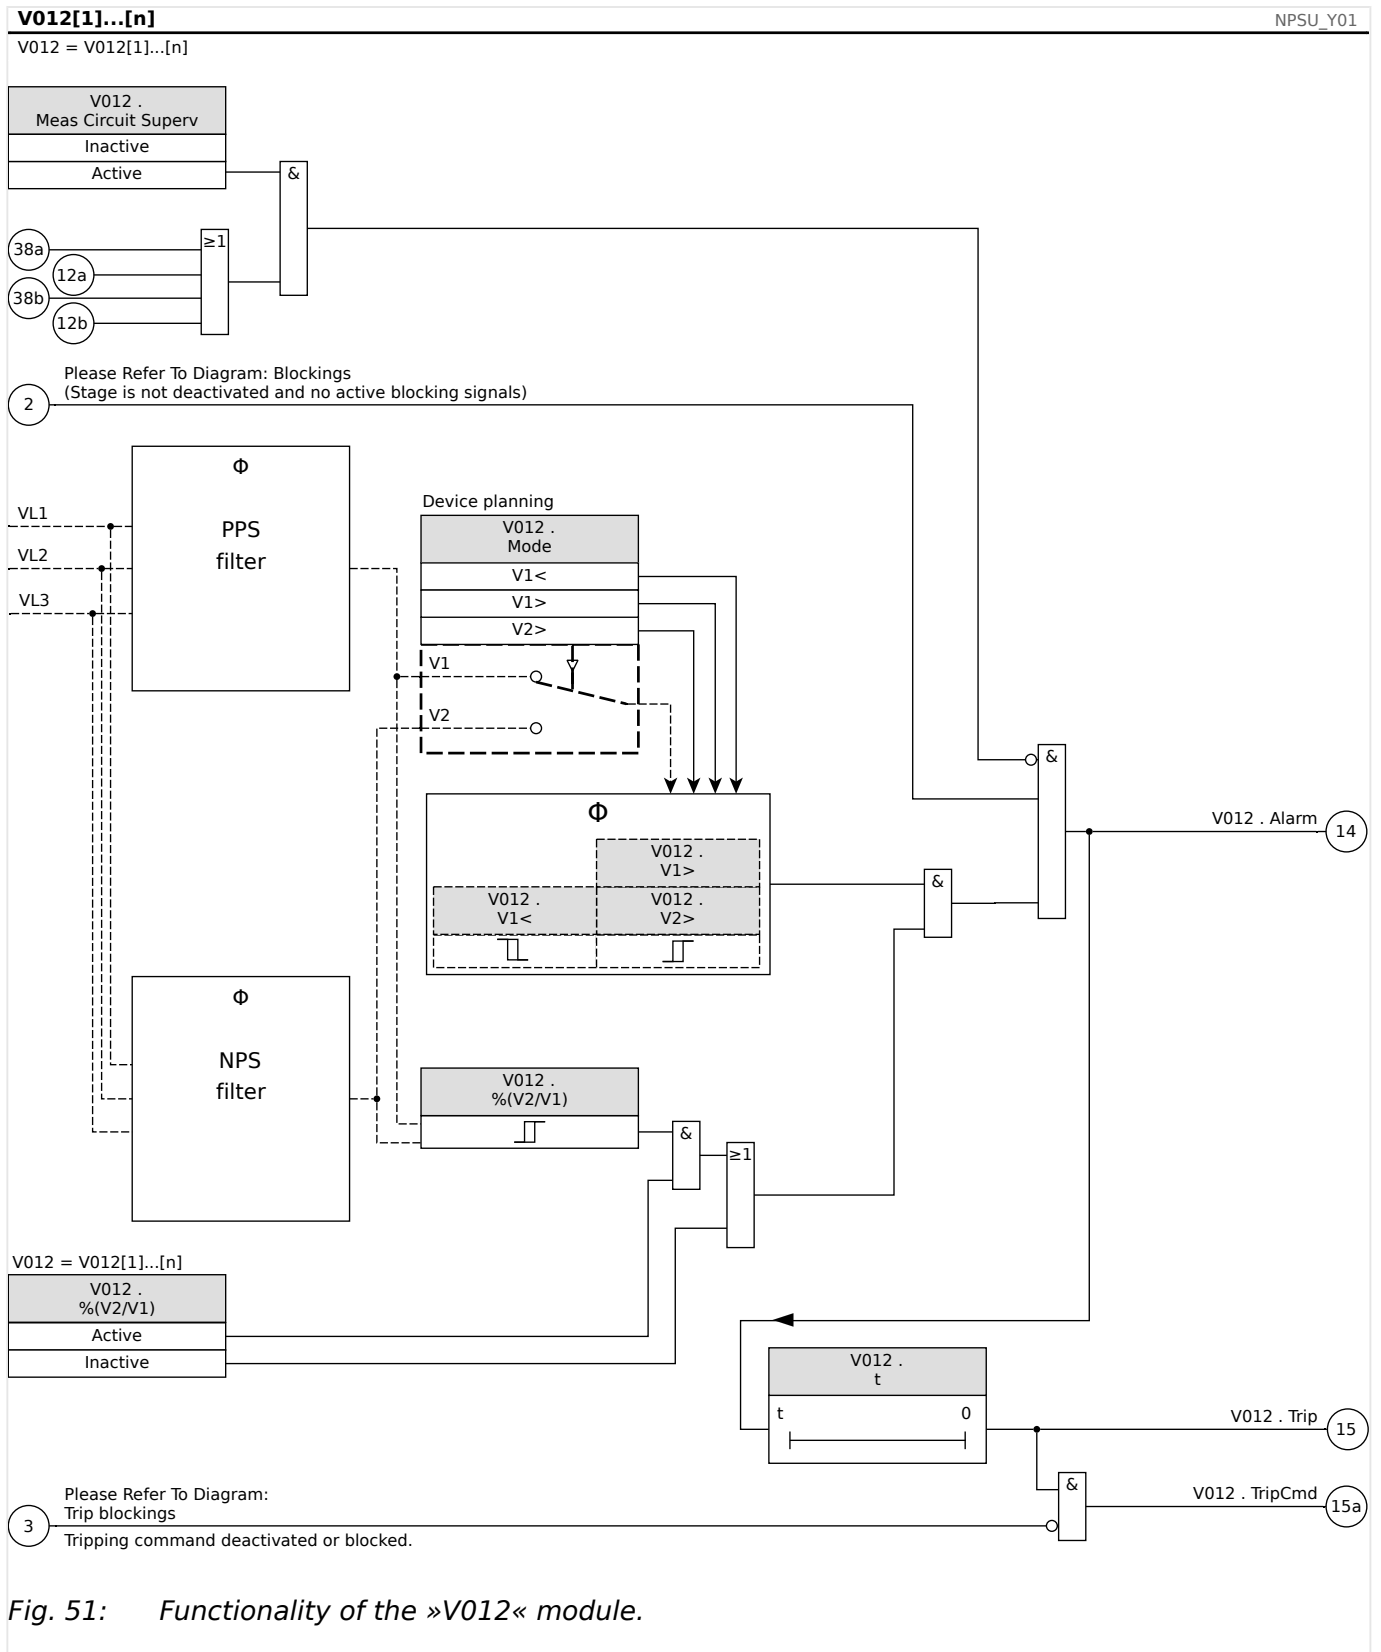 V012[1]...[n]
NPSU_Y01
V012 = V012[1]...[n]
V012 .
Meas Circuit Superv
Inactive
Active
&
38a
12a
38b
12b
≥1
Please Refer To Diagram: Blockings
(Stage is not deactivated and no active blocking signals)
2
Φ
PPS
filter
VL1
VL2
VL3
Device planning
V012 .
Mode
V1<
V1>
V2>
V1
V2
&
V012 . Alarm
14
Φ
V012 .
V1>
V012 .
V1<
V012 .
V2>
&
Φ
NPS
filter
V012 .
%(V2/V1)
&
≥1
V012 = V012[1]...[n]
V012 .
%(V2/V1)
Active
Inactive
V012 .
t
t
0
V012 . Trip
15
&
V012 . TripCmd
15a
Please Refer To Diagram:
Trip blockings
3
Tripping command deactivated or blocked.
Fig. 51: Functionality of the »V012« module.